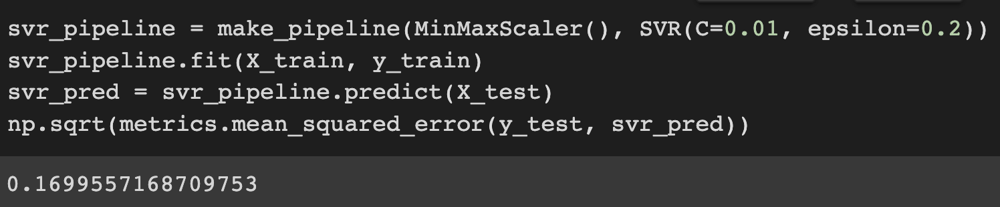 svr_pipeline = make_pipeline(MinMaxScaler(), SVR(C=0.01, epsilon=0.2))
svr_pipeline.fit(X_train, y_train)
svr_pred = svr_pipeline.predict(X_test)
np.sqrt(metrics.mean_squared_error(y_test, svr_pred))
0.1699557168709753